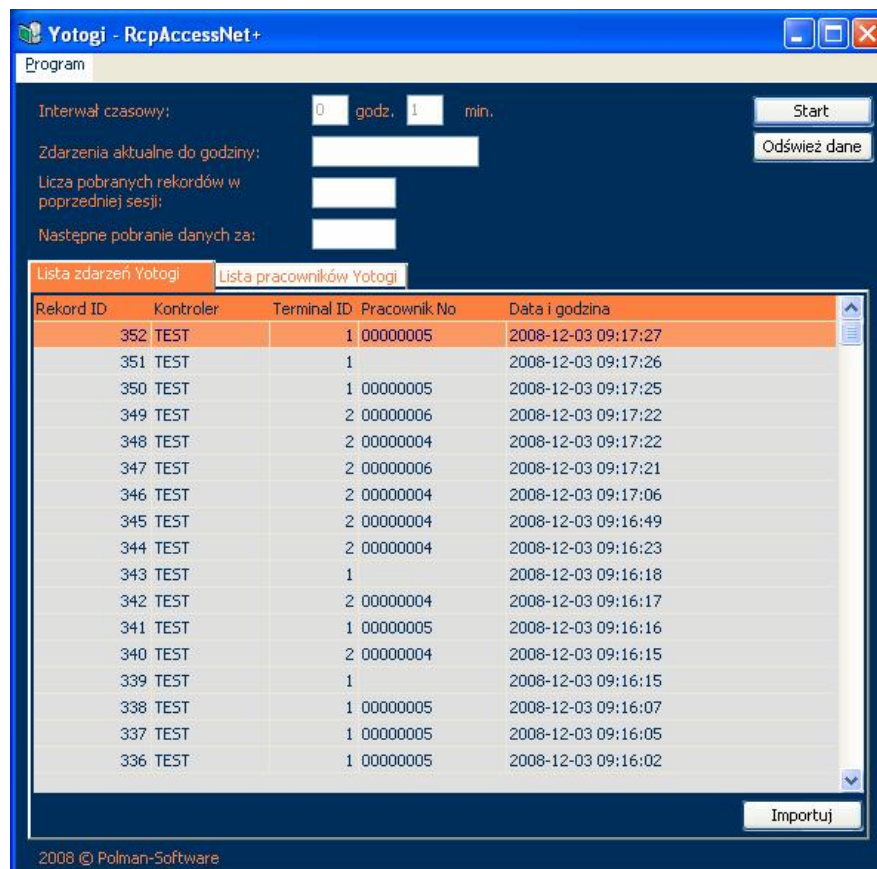 Yotogi - RcpAccessNet+
Program
Interwał czasowy: 0 godz. 1 min. Start
Zdarzenia aktualne do godziny: Odśwież dane
Licza pobranych rekordów w
poprzedniej sesji:
Następne pobranie danych za:
Lista zdarzeń Yotogi Lista pracowników Yotogi
Rekord ID Kontroler Terminal ID Pracownik No Data i godzina
352 TEST 1 00000005 2008-12-03 09:17:27
351 TEST 1 2008-12-03 09:17:26
350 TEST 1 00000005 2008-12-03 09:17:25
349 TEST 2 00000006 2008-12-03 09:17:22
348 TEST 2 00000004 2008-12-03 09:17:22
347 TEST 2 00000006 2008-12-03 09:17:21
346 TEST 2 00000004 2008-12-03 09:17:06
345 TEST 2 00000004 2008-12-03 09:16:49
344 TEST 2 00000004 2008-12-03 09:16:23
343 TEST 1 2008-12-03 09:16:18
342 TEST 2 00000004 2008-12-03 09:16:17
341 TEST 1 00000005 2008-12-03 09:16:16
340 TEST 2 00000004 2008-12-03 09:16:15
339 TEST 1 2008-12-03 09:16:15
338 TEST 1 00000005 2008-12-03 09:16:07
337 TEST 1 00000005 2008-12-03 09:16:05
336 TEST 1 00000005 2008-12-03 09:16:02
Importuj
2008 © Polman-Software